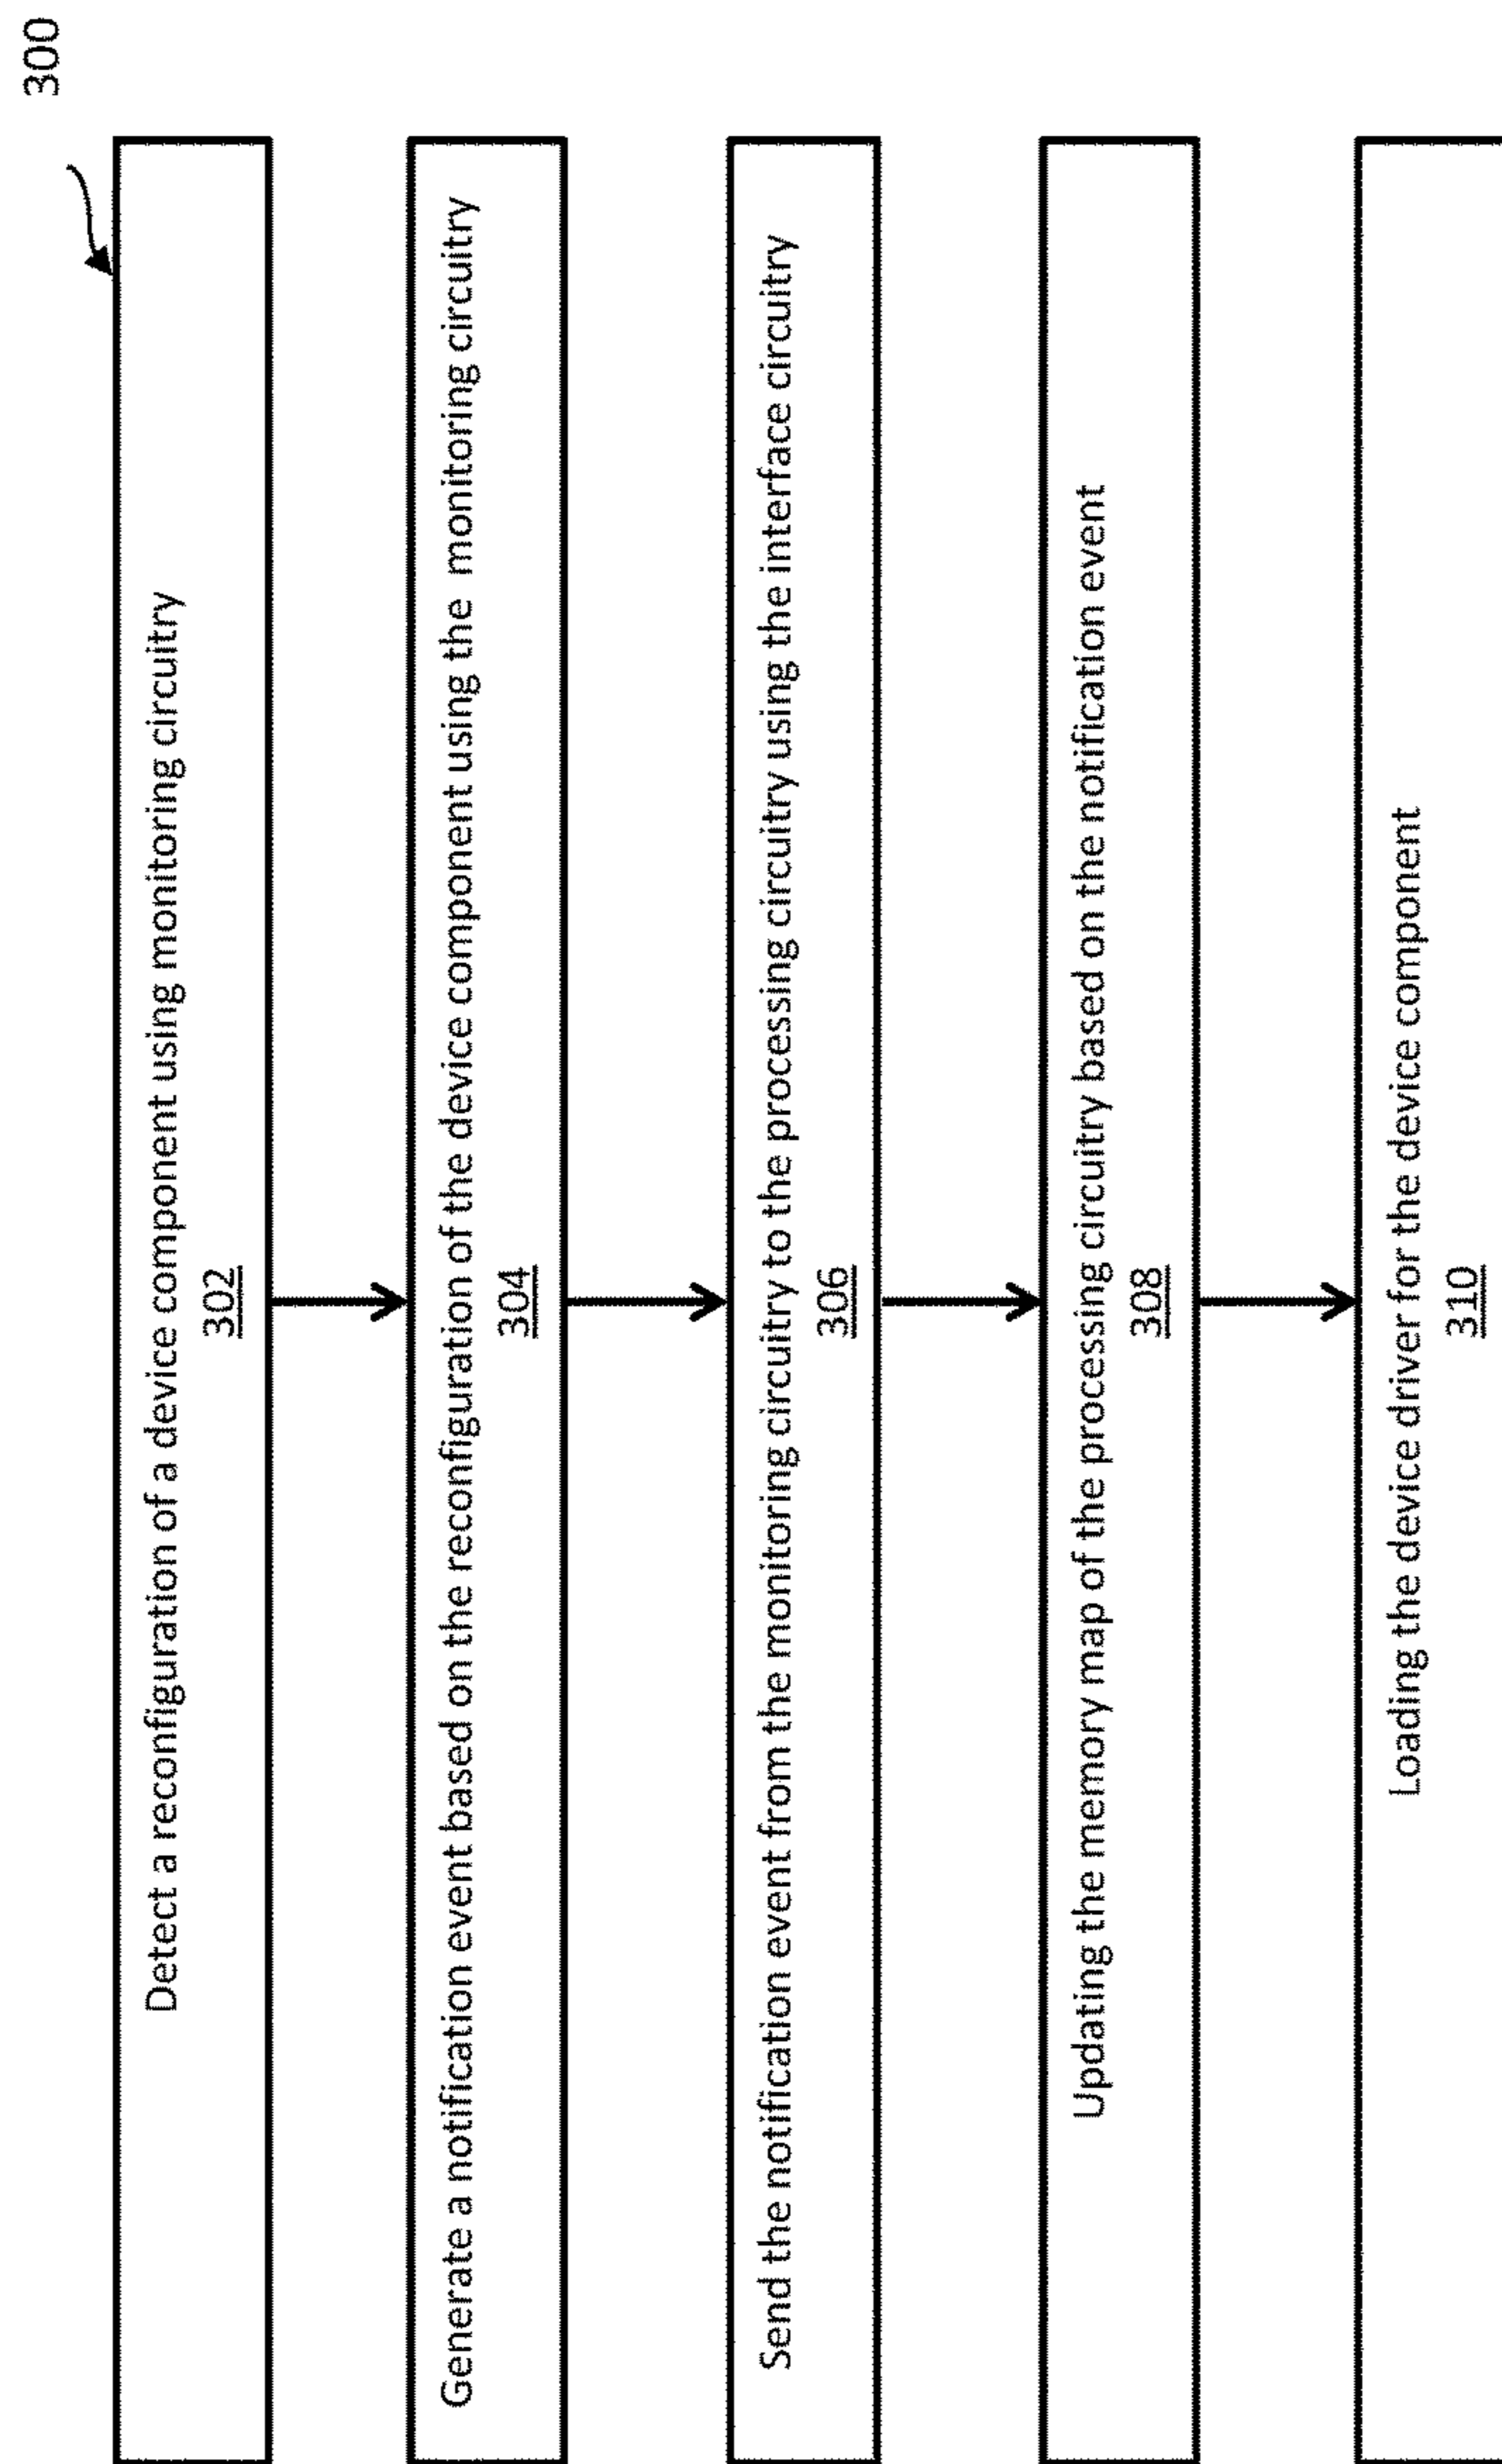 300
Detect a reconfiguration of a device component using monitoring circuitry
302
Generate a notification event based on the reconfiguration of the device component using the monitoring circuitry
304
Send the notification event from the monitoring circuitry to the processing circuitry using the interface circuitry
306
Updating the memory map of the processing circuitry based on the notification event
308
Loading the device driver for the device component
310